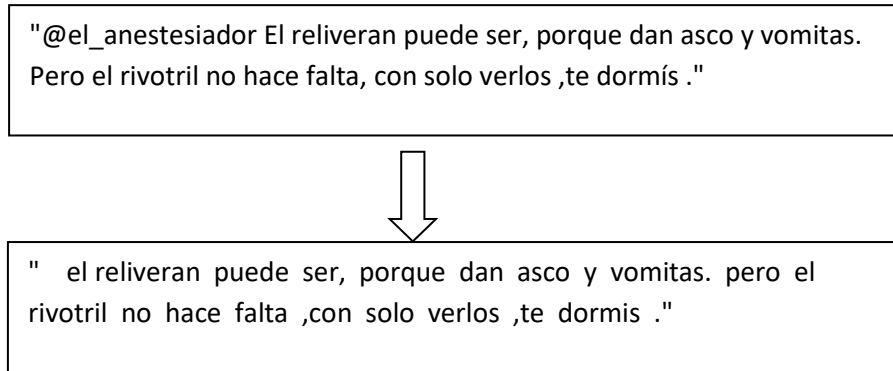 "@el_anestesiador El reliveran puede ser, porque dan asco y vomitas.
Pero el rivotril no hace falta, con solo verlos ,te dormís ."
" el reliveran puede ser, porque dan asco y vomitas. pero el
rivotril no hace falta ,con solo verlos ,te dormis ."